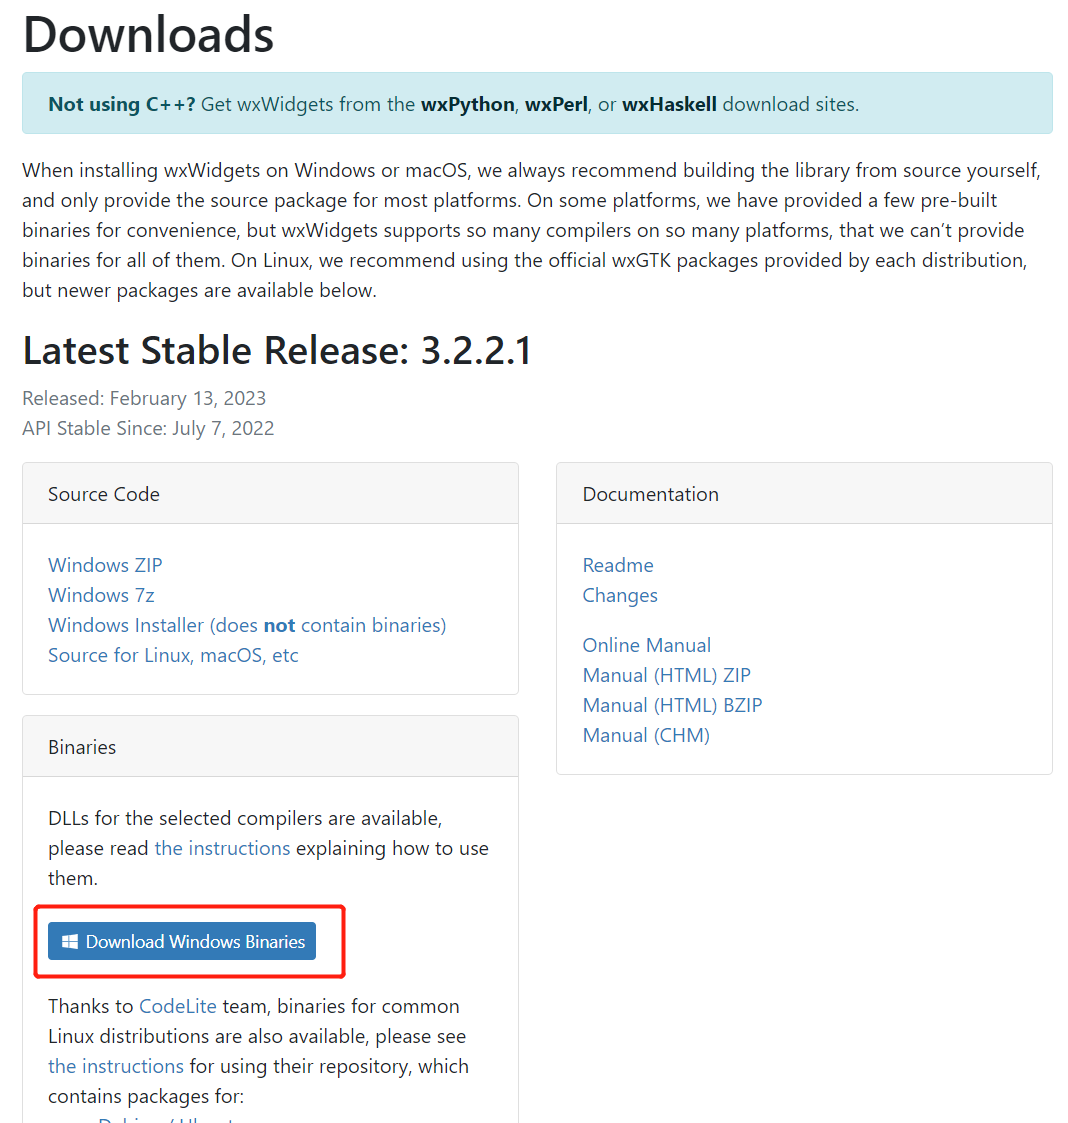 Downloads
Not using C++? Get wxWidgets from the wxPython, wxPerl, or wxHaskell download sites.
When installing wxWidgets on Windows or macOS, we always recommend building the library from source yourself,
and only provide the source package for most platforms. On some platforms, we have provided a few pre-built
binaries for convenience, but wxWidgets supports so many compilers on so many platforms, that we can’t provide
binaries for all of them. On Linux, we recommend using the official wxGTK packages provided by each distribution,
but newer packages are available below.
Latest Stable Release: 3.2.2.1
Released: February 13, 2023
API Stable Since: July 7, 2022
Source Code
Windows ZIP
Windows 7z
Windows Installer (does not contain binaries)
Source for Linux, macOS, etc
Binaries
DLLs for the selected compilers are available,
please read the instructions explaining how to use
them.
Download Windows Binaries
Thanks to CodeLite team, binaries for common
Linux distributions are also available, please see
the instructions for using their repository, which
contains packages for:
Documentation
Readme
Changes
Online Manual
Manual (HTML) ZIP
Manual (HTML) BZIP
Manual (CHM)